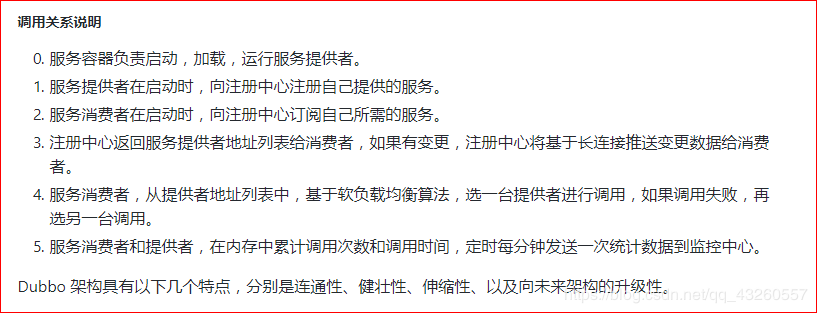 调用关系说明
0. 服务容器负责启动，加载，运行服务提供者。
1. 服务提供者在启动时，向注册中心注册自己提供的服务。
2. 服务消费者在启动时，向注册中心订阅自己所需的服务。
3. 注册中心返回服务提供者地址列表给消费者，如果有变更，注册中心将基于长连接推送变更数据给消费
者。
4. 服务消费者，从提供者地址列表中，基于软负载均衡算法，选一台提供者进行调用，如果调用失败，再
选另一台调用。
5. 服务消费者和提供者，在内存中累计调用次数和调用时间，定时每分钟发送一次统计数据到监控中心。
Dubbo 架构具有以下几个特点，分别是连通性、健壮性、伸缩性、以及向未来架构的升级性。
https://blog.csdn.net/qq_43260557